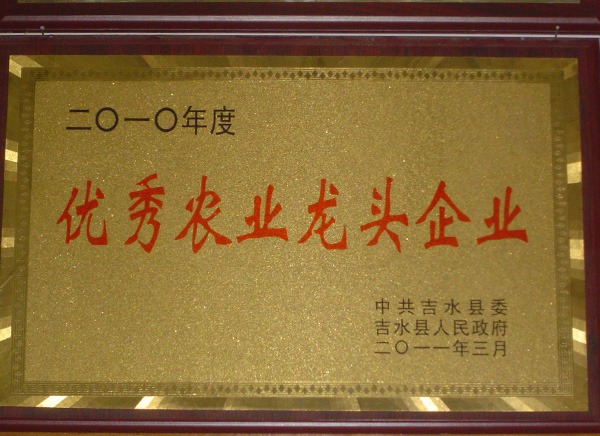 二〇一〇年度
优秀农业龙头企业
中共吉水县委
吉水县人民政府
二〇一一年三月